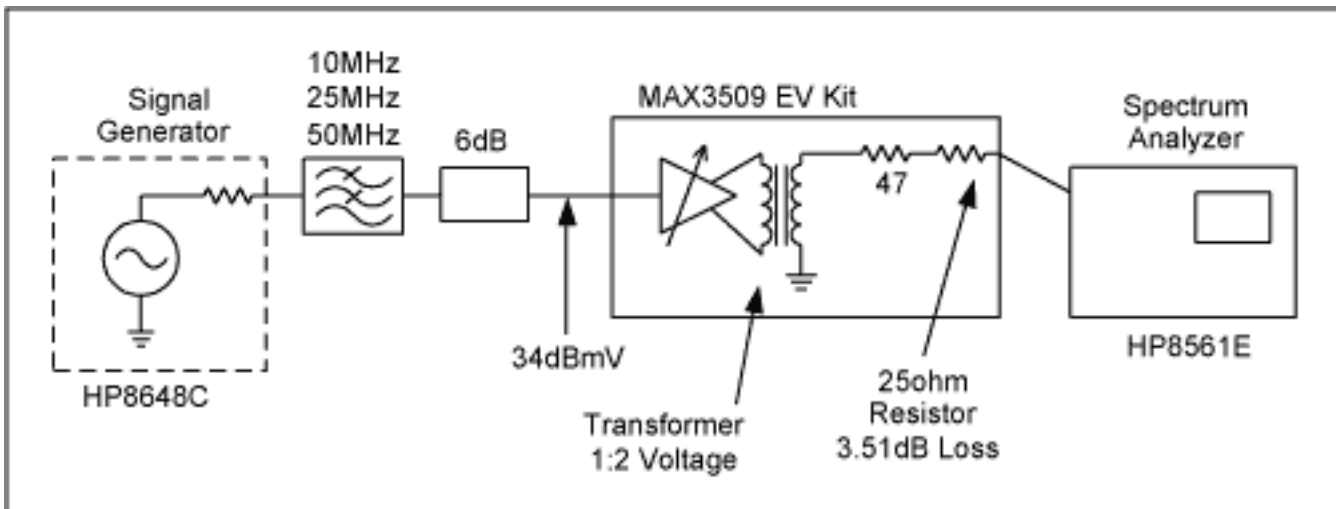 Signal
Generator
10MHz
25MHz
50MHz
6dB
MAX3509 EV Kit
Spectrum
Analyzer
47
HP8648C
34dBmV
Transformer
1:2 Voltage
25ohm
Resistor
3.51dB Loss
HP8561E